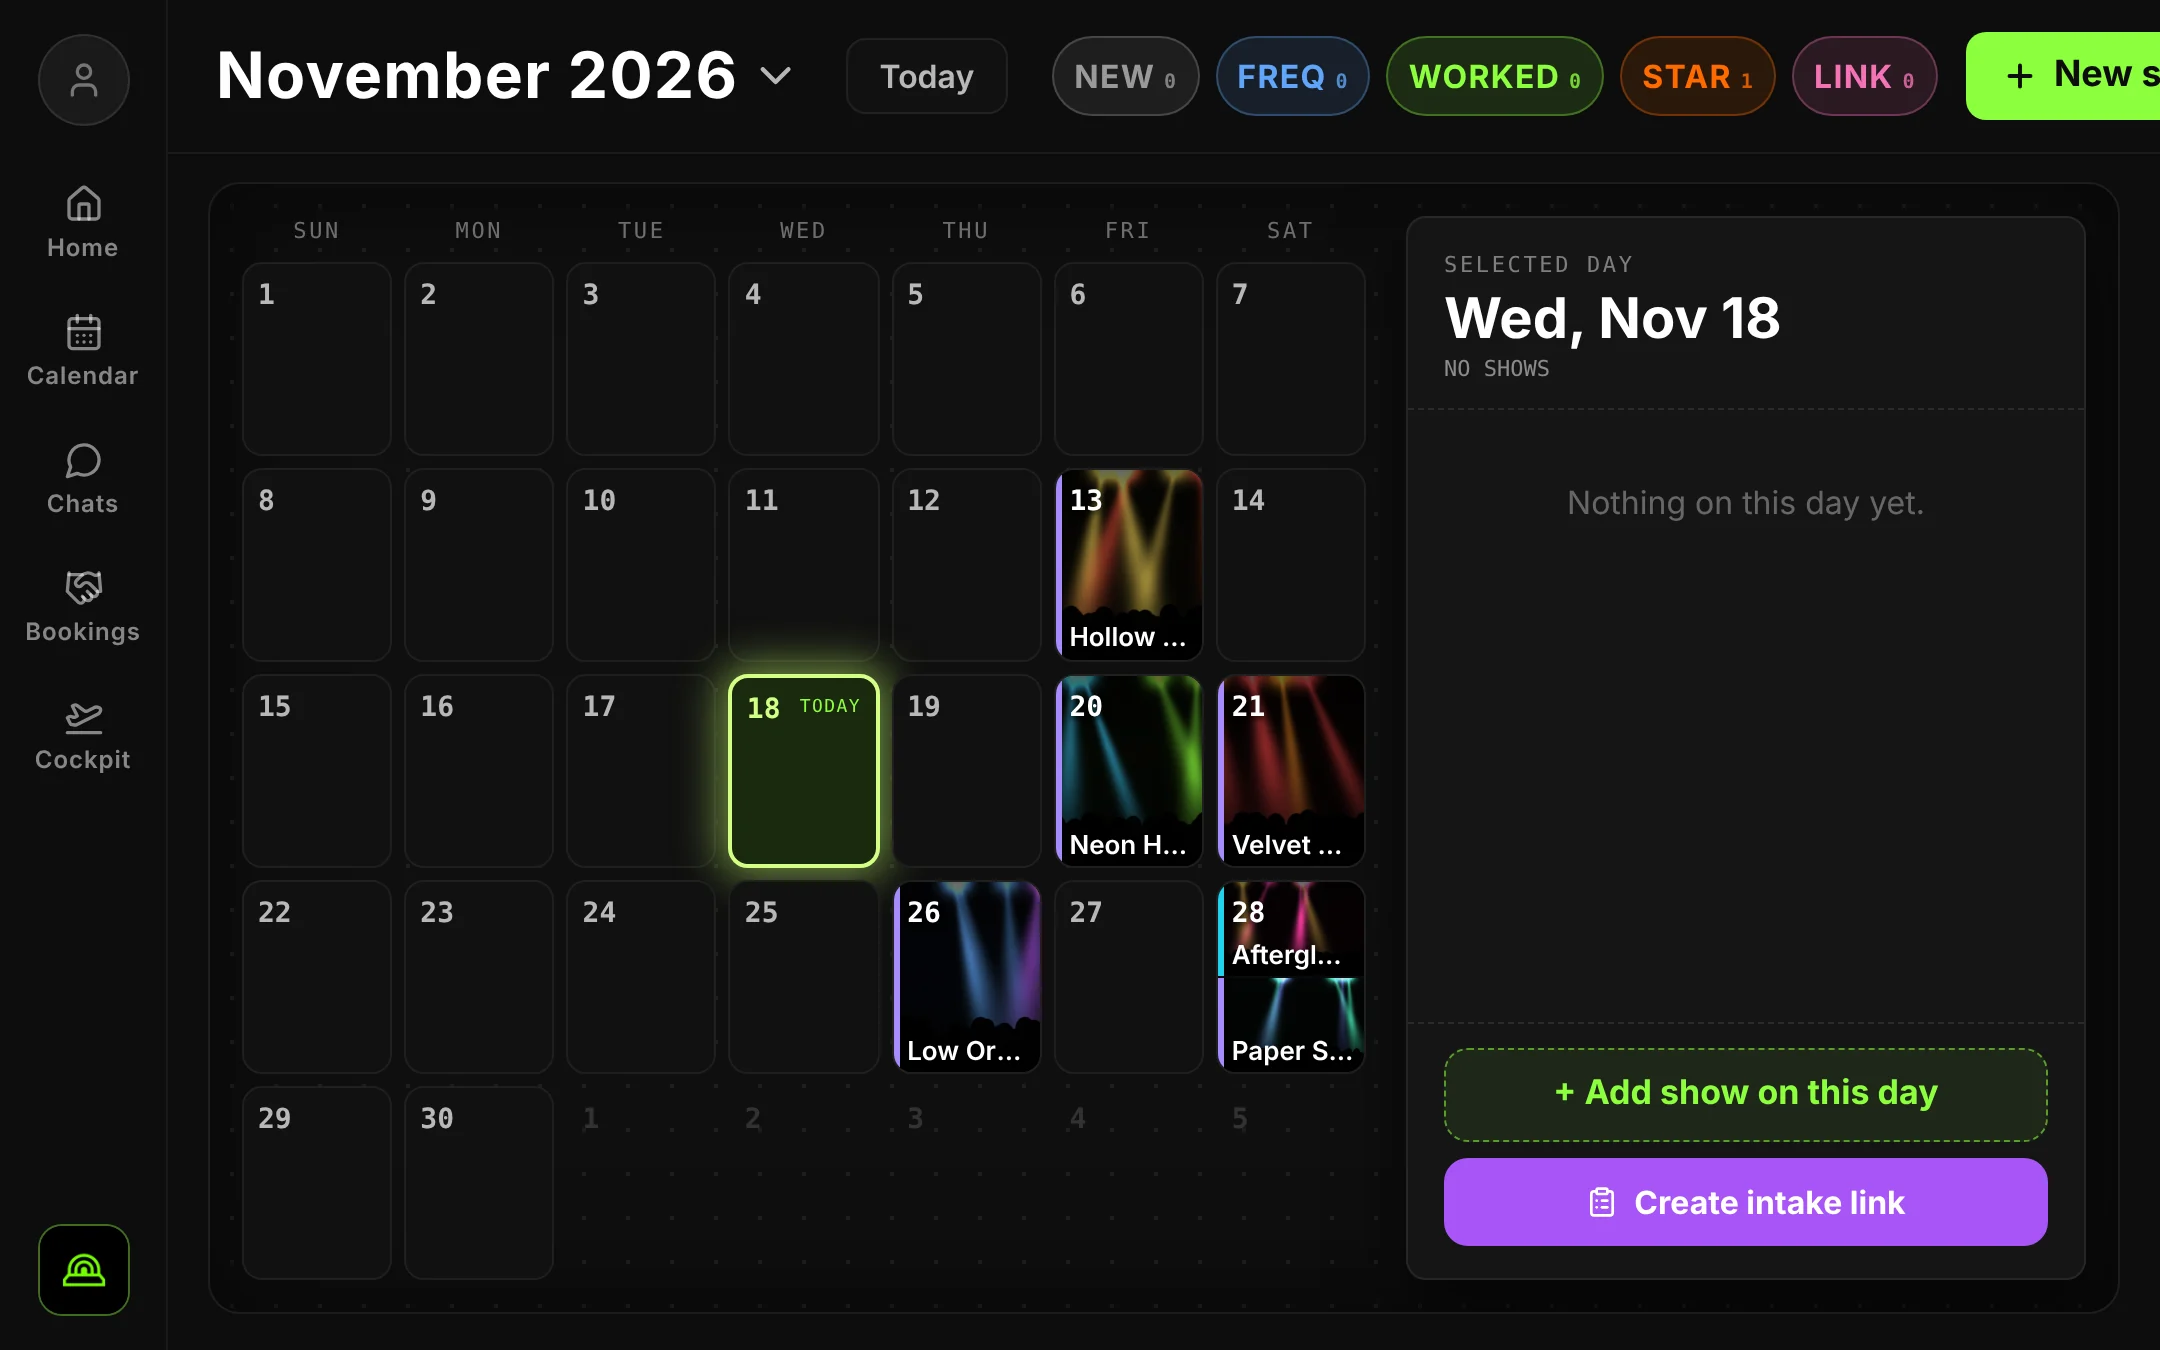 November 2026
Today
NEW 0
FREQ 0
WORKED 0
STAR 1
LINK 0
+ New s
Home
Calendar
Chats
Bookings
Cockpit
SUN MON TUE WED THU FRI SAT
1 2 3 4 5 6 7
8 9 10 11 12 13 14
Hollow ...
15 16 17 18 TODAY 19 20 21
Neon H... Velvet ...
22 23 24 25 26 27 28
Aftergl...
Low Or... Paper S...
29 30 1 2 3 4 5
SELECTED DAY
Wed, Nov 18
NO SHOWS
Nothing on this day yet.
+ Add show on this day
Create intake link